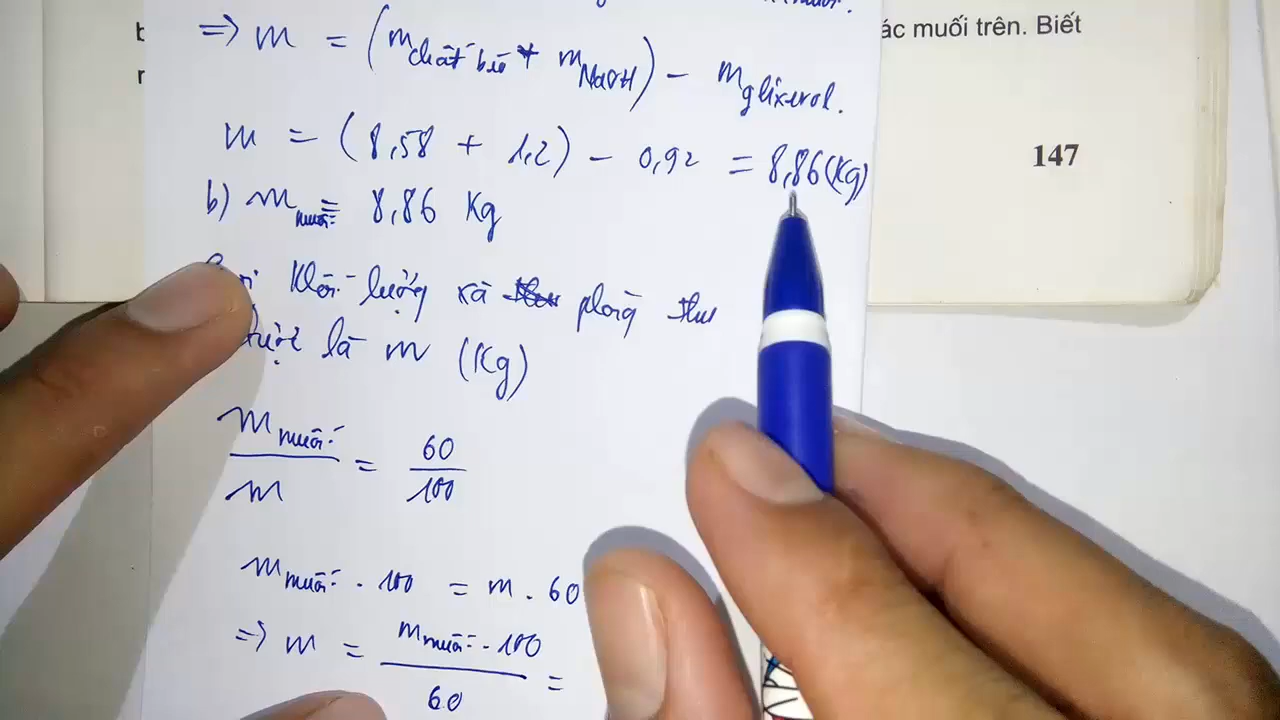 ác muối trên. Biết
=> m = (m chất béo + m NaOH) - m glixerol.
m = (8,58 + 1,2) - 0,92 = 8,86 (Kg)
147
b) m muối = 8,86 Kg
khối lượng xà phòng thu
được là m (Kg)
m muối / m = 60 / 100
m muối . 100 = m . 60
=> m = m muối . 100 / 60 =